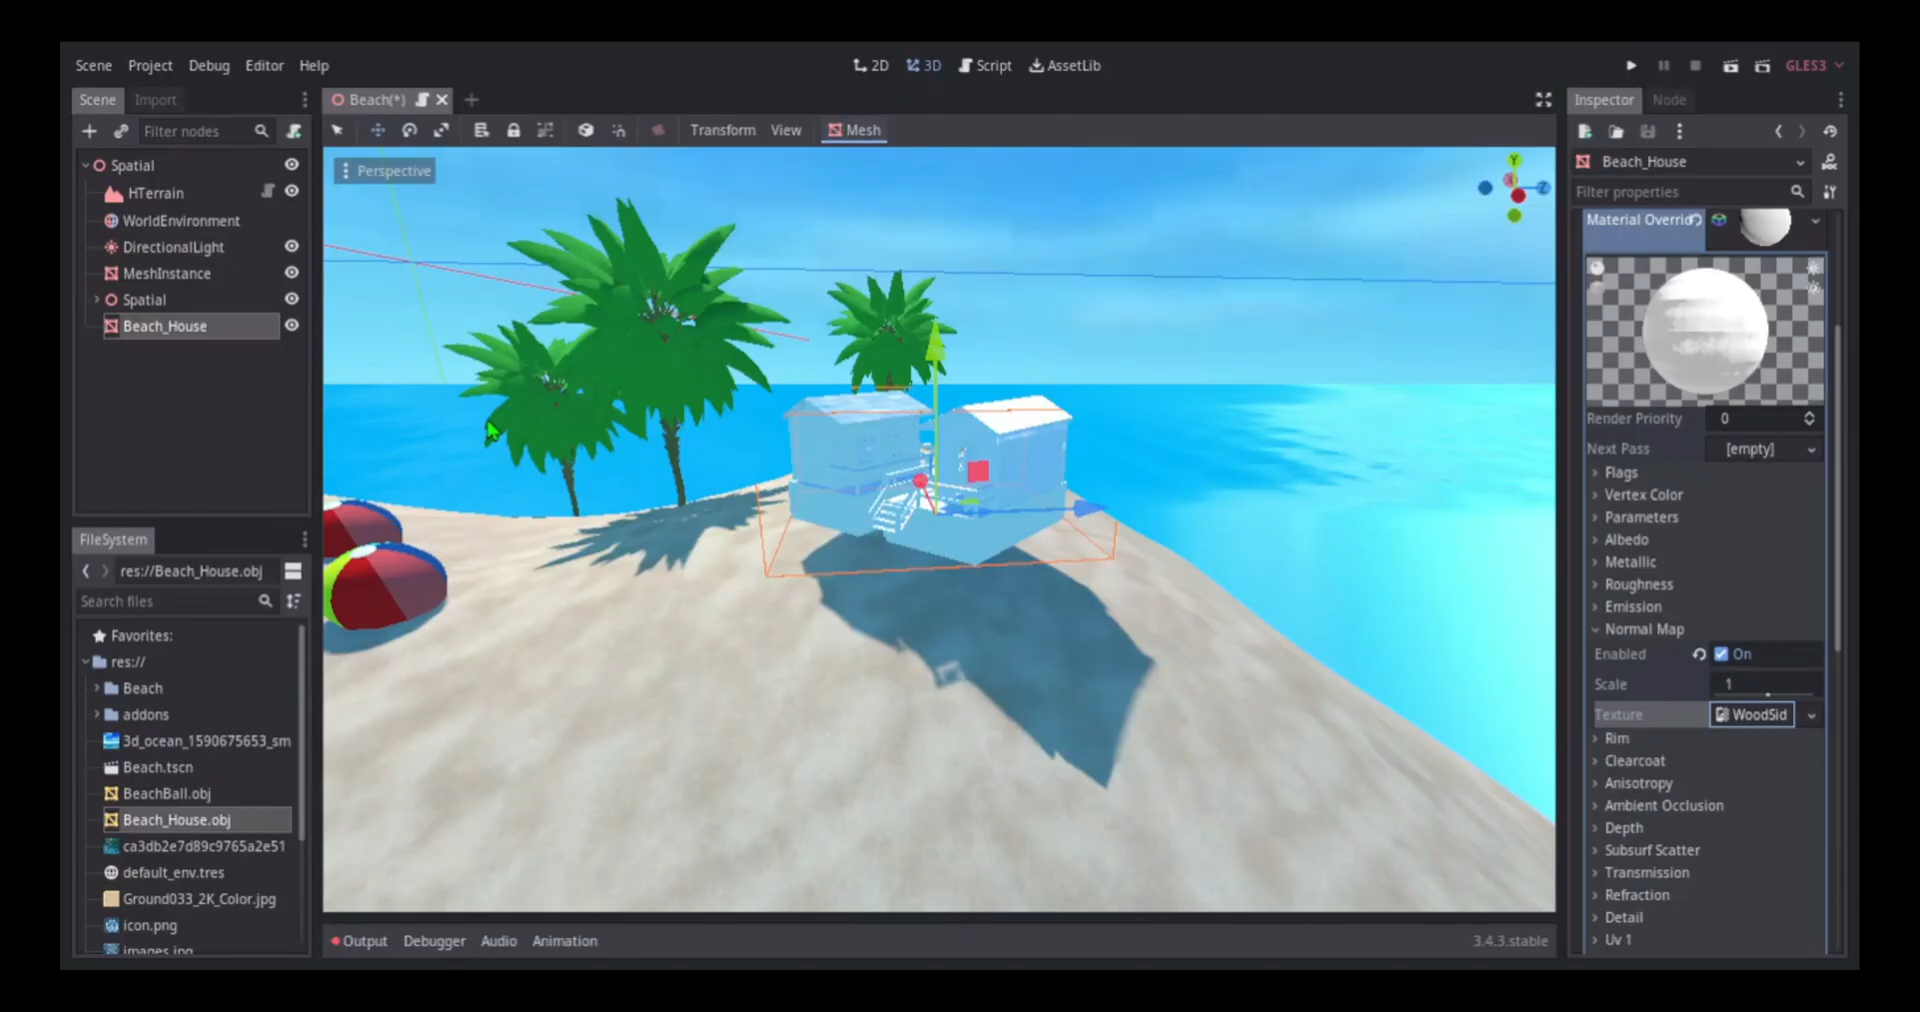 Scene Project Debug Editor Help
2D 3D Script AssetLib
GLES3
Scene Import
Filter nodes
Spatial
HTerrain
WorldEnvironment
DirectionalLight
MeshInstance
Spatial
Beach_House
FileSystem
res://Beach_House.obj
Search files
Favorites:
res://
Beach
addons
3d_ocean_1590675653_sm
Beach.tscn
BeachBall.obj
Beach_House.obj
ca3db2e7d89c9765a2e51
default_env.tres
Ground033_2K_Color.jpg
icon.png
images.jpg
Beach(*)
Transform View Mesh
Perspective
Y
X
Z
Output Debugger Audio Animation
3.4.3.stable
Inspector Node
Beach_House
Filter properties
Material Overrid
Render Priority 0
Next Pass [empty]
Flags
Vertex Color
Parameters
Albedo
Metallic
Roughness
Emission
Normal Map
Enabled On
Scale 1
Texture WoodSid
Rim
Clearcoat
Anisotropy
Ambient Occlusion
Depth
Subsurf Scatter
Transmission
Refraction
Detail
Uv 1